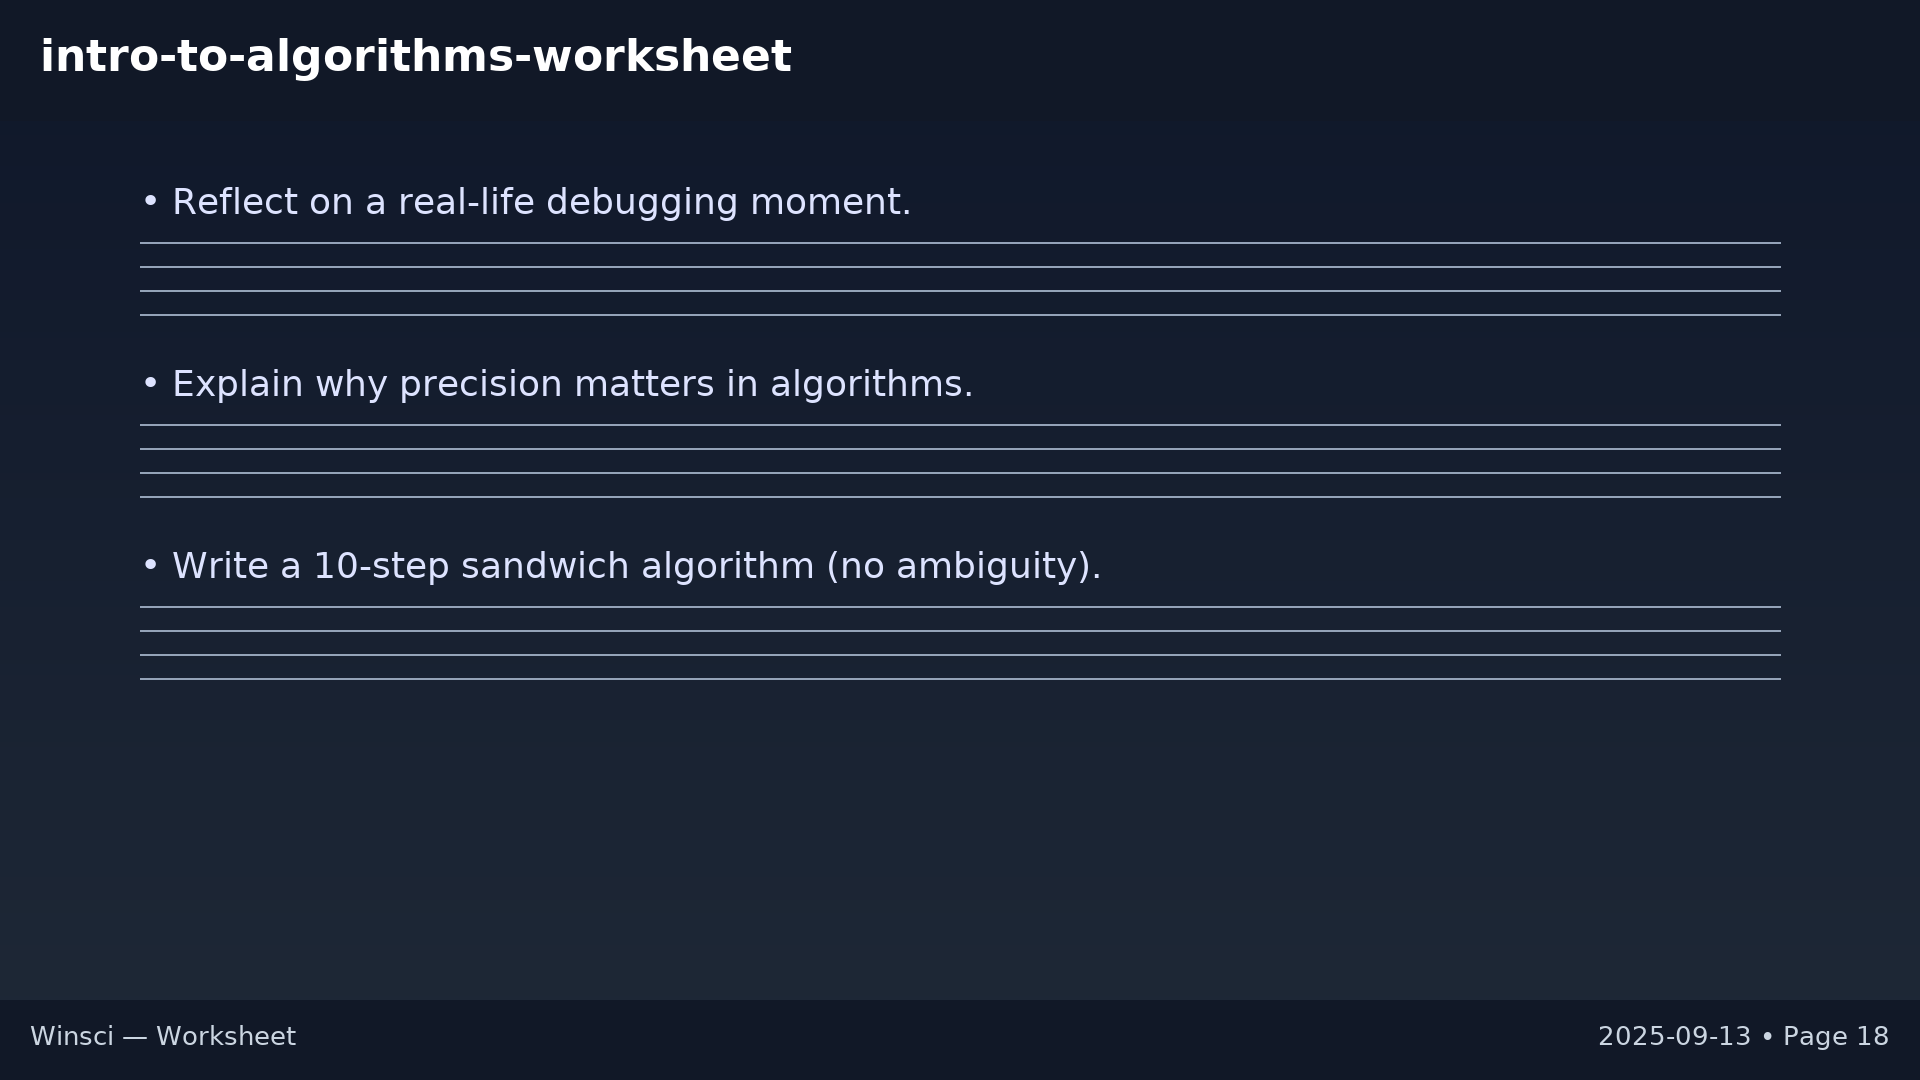 intro-to-algorithms-worksheet
• Reflect on a real-life debugging moment.
• Explain why precision matters in algorithms.
• Write a 10-step sandwich algorithm (no ambiguity).
Winsci — Worksheet
2025-09-13 • Page 18